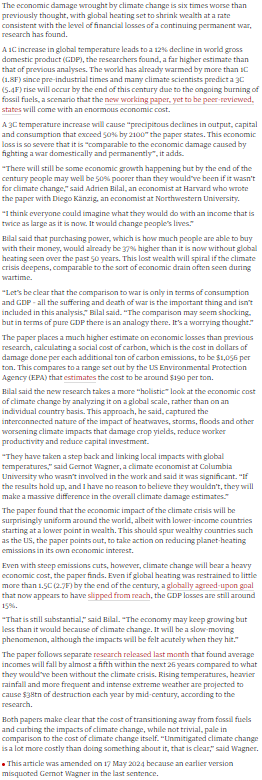 The economic damage wrought by climate change is six times worse than
previously thought, with global heating set to shrink wealth at a rate
consistent with the level of financial losses of a continuing permanent war,
research has found.
A 1C increase in global temperature leads to a 12% decline in world gross
domestic product (GDP), the researchers found, a far higher estimate than
that of previous analyses. The world has already warmed by more than 1C
(1.8F) since pre-industrial times and many climate scientists predict a 3C
(5.4F) rise will occur by the end of this century due to the ongoing burning of
fossil fuels, a scenario that the new working paper, yet to be peer-reviewed,
states will come with an enormous economic cost.
A 3C temperature increase will cause “precipitous declines in output, capital
and consumption that exceed 50% by 2100” the paper states. This economic
loss is so severe that it is “comparable to the economic damage caused by
fighting a war domestically and permanently”, it adds.
“There will still be some economic growth happening but by the end of the
century people may well be 50% poorer than they would’ve been if it wasn’t
for climate change,” said Adrien Bilal, an economist at Harvard who wrote
the paper with Diego Känzig, an economist at Northwestern University.
“I think everyone could imagine what they would do with an income that is
twice as large as it is now. It would change people’s lives.”
Bilal said that purchasing power, which is how much people are able to buy
with their money, would already be 37% higher than it is now without global
heating seen over the past 50 years. This lost wealth will spiral if the climate
crisis deepens, comparable to the sort of economic drain often seen during
wartime.
“Let’s be clear that the comparison to war is only in terms of consumption
and GDP - all the suffering and death of war is the important thing and isn’t
included in this analysis,” Bilal said. “The comparison may seem shocking,
but in terms of pure GDP there is an analogy there. It’s a worrying thought.”
The paper places a much higher estimate on economic losses than previous
research, calculating a social cost of carbon, which is the cost in dollars of
damage done per each additional ton of carbon emissions, to be $1,056 per
ton. This compares to a range set out by the US Environmental Protection
Agency (EPA) that estimates the cost to be around $190 per ton.
Bilal said the new research takes a more “holistic” look at the economic cost
of climate change by analyzing it on a global scale, rather than on an
individual country basis. This approach, he said, captured the
interconnected nature of the impact of heatwaves, storms, floods and other
worsening climate impacts that damage crop yields, reduce worker
productivity and reduce capital investment.
“They have taken a step back and linking local impacts with global
temperatures,” said Gernot Wagner, a climate economist at Columbia
University who wasn’t involved in the work and said it was significant. “If
the results hold up, and I have no reason to believe they wouldn’t, they will
make a massive difference in the overall climate damage estimates.”
The paper found that the economic impact of the climate crisis will be
surprisingly uniform around the world, albeit with lower-income countries
starting at a lower point in wealth. This should spur wealthy countries such
as the US, the paper points out, to take action on reducing planet-heating
emissions in its own economic interest.
Even with steep emissions cuts, however, climate change will bear a heavy
economic cost, the paper finds. Even if global heating was restrained to little
more than 1.5C (2.7F) by the end of the century, a globally agreed-upon goal
that now appears to have slipped from reach, the GDP losses are still around
15%.
“That is still substantial,” said Bilal. “The economy may keep growing but
less than it would because of climate change. It will be a slow-moving
phenomenon, although the impacts will be felt acutely when they hit.”
The paper follows separate research released last month that found average
incomes will fall by almost a fifth within the next 26 years compared to what
they would’ve been without the climate crisis. Rising temperatures, heavier
rainfall and more frequent and intense extreme weather are projected to
cause $38tn of destruction each year by mid-century, according to the
research.
Both papers make clear that the cost of transitioning away from fossil fuels
and curbing the impacts of climate change, while not trivial, pale in
comparison to the cost of climate change itself. “Unmitigated climate change
is a lot more costly than doing something about it, that is clear,” said Wagner.
• This article was amended on 17 May 2024 because an earlier version
misquoted Gernot Wagner in the last sentence.